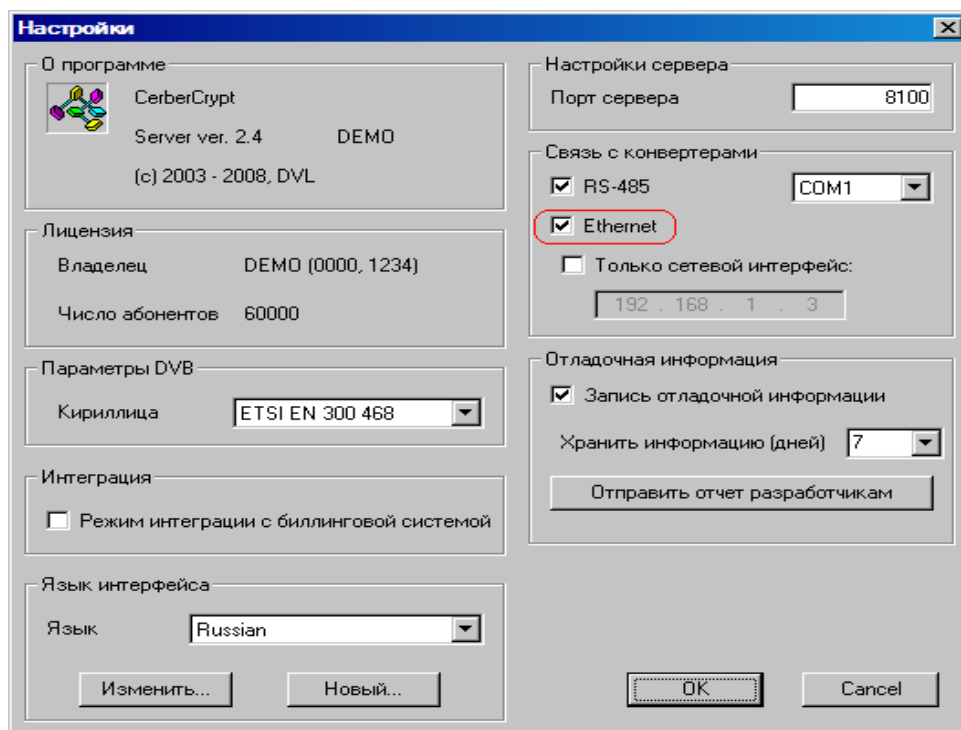 Настройки
О программе
CerberCrypt
Server ver. 2.4 DEMO
(c) 2003 - 2008, DVL
Лицензия
Владелец DEMO (0000, 1234)
Число абонентов 60000
Параметры DVB
Кириллица ETSI EN 300 468
Интеграция
Режим интеграции с биллинговой системой
Язык интерфейса
Язык Russian
Изменить... Новый...
Настройки сервера
Порт сервера 8100
Связь с конвертерами
RS-485 COM1
Ethernet
Только сетевой интерфейс:
192 . 168 . 1 . 3
Отладочная информация
Запись отладочной информации
Хранить информацию (дней) 7
Отправить отчет разработчикам
OK Cancel